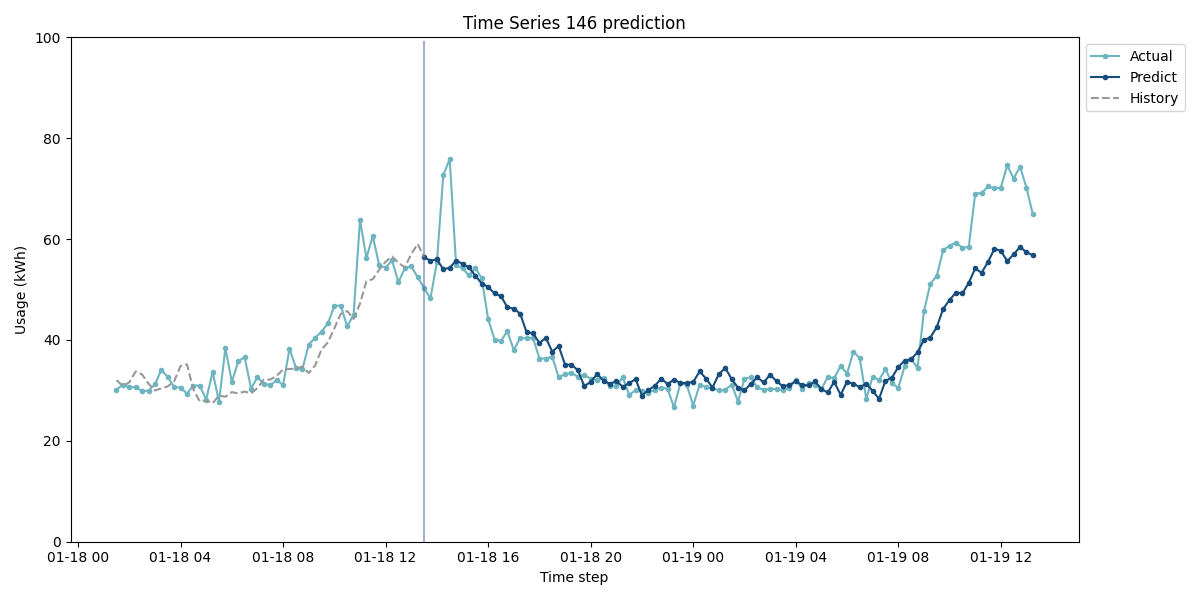 Time Series 146 prediction
Usage (kWh)
100
80
60
40
20
0
01-18 00
01-18 04
01-18 08
01-18 12
01-18 16
01-18 20
01-19 00
01-19 04
01-19 08
01-19 12
Time step
Actual
Predict
History